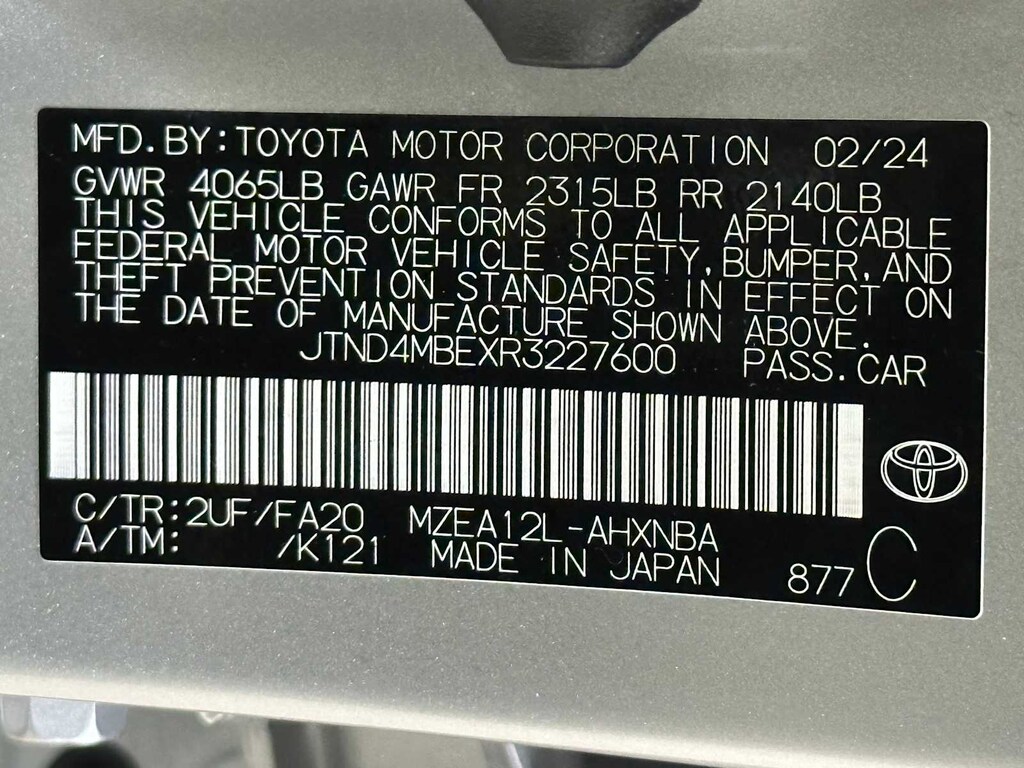 MFD.BY:TOYOTA MOTOR CORPORATION 02/24
GVWR 4065LB GAWR FR 2315LB RR 2140LB
THIS VEHICLE CONFORMS TO ALL APPLICABLE
FEDERAL MOTOR VEHICLE SAFETY,BUMPER,AND
THEFT PREVENTION STANDARDS IN EFFECT ON
THE DATE OF MANUFACTURE SHOWN ABOVE.
JTND4MBEXR3227600 PASS.CAR
C/TR:2UF/FA20 MZEA12L-AHXNBA
A/TM: /K121 MADE IN JAPAN 877 C